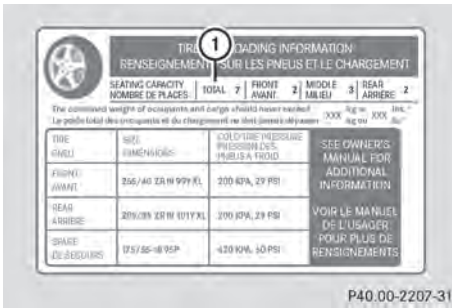 TIRE 1 LOADING INFORMATION
RENSEIGNEMENTS SUR LES PNEUS ET LE CHARGEMENT
SEATING CAPACITY
NOMBRE DE PLACES
TOTAL 7
FRONT
AVANT 2
MIDDLE
MILIEU 3
REAR
ARRIÈRE 2
The combined weight of occupants and cargo should never exceed XXX kg or XXX lbs.
Le poids total des occupants et du chargement ne doit jamais dépasser kg ou
TIRE
PNEU
SIZE
DIMENSIONS
COLD TIRE PRESSURE
PRESSION DES
PNEUS À FROID
SEE OWNER'S
MANUAL FOR
ADDITIONAL
INFORMATION
FRONT
AVANT
200 KPA, 29 PSI
REAR
ARRIÈRE
200 KPA, 29 PSI
VOIR LE MANUEL
DE L'USAGER
POUR PLUS DE
RENSIGNEMENTS
SPARE
DE SECOURS
420 KPA, 60 PSI
P40.00-2207-31